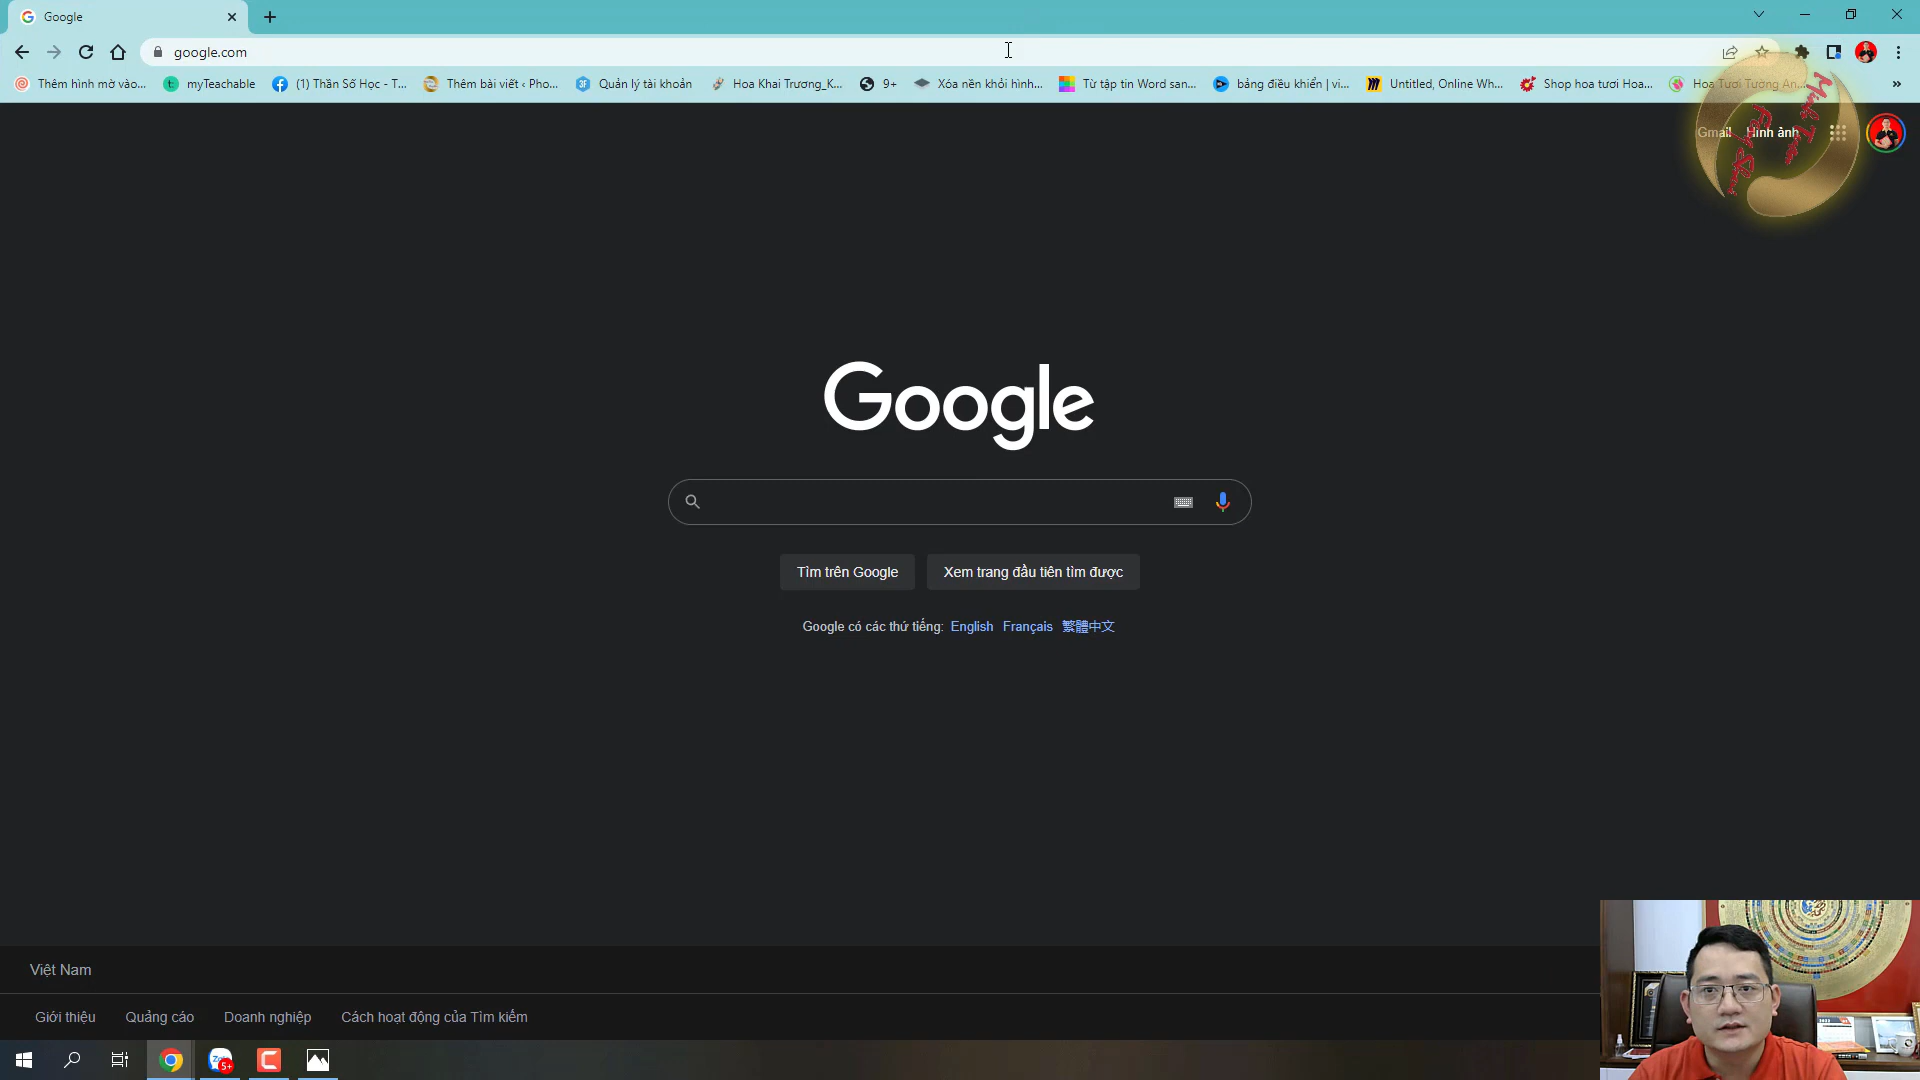 Google
google.com
Thêm hình mờ vào...
myTeachable
(1) Thần Số Học - T...
Thêm bài viết ‹ Pho...
Quản lý tài khoản
Hoa Khai Trương_K...
9+
Xóa nền khỏi hình...
Từ tập tin Word san...
bảng điều khiển | vi...
Untitled, Online Wh...
Shop hoa tươi Hoa...
Hoa Tươi Tường An...
»
Gmail
Hình ảnh
Google
Tìm trên Google
Xem trang đầu tiên tìm được
Google có các thứ tiếng: English Français 繁體中文
Việt Nam
Giới thiệu
Quảng cáo
Doanh nghiệp
Cách hoạt động của Tìm kiếm
5+